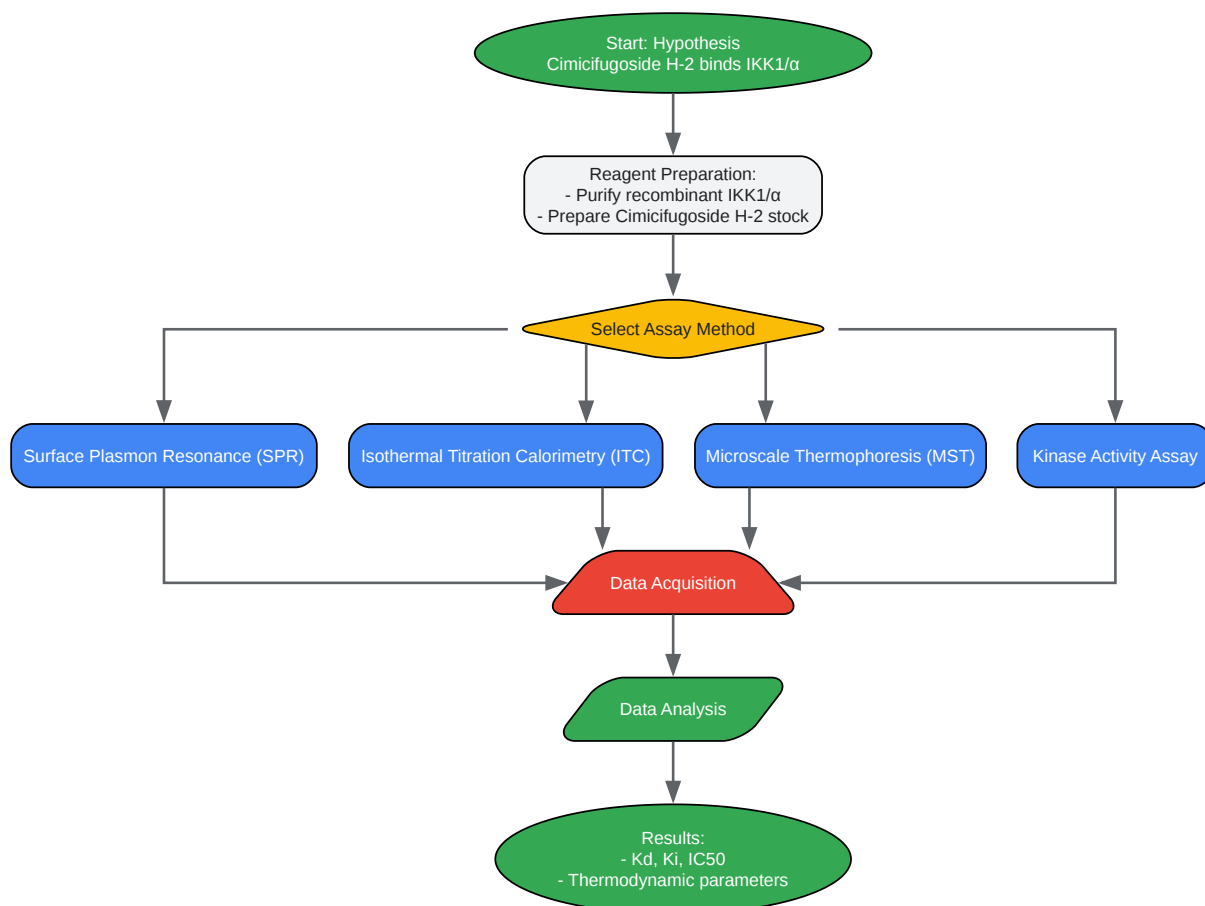 Start: Hypothesis
Cimicifugoside H-2 binds IKK1/α
Reagent Preparation:
- Purify recombinant IKK1/α
- Prepare Cimicifugoside H-2 stock
Select Assay Method
Surface Plasmon Resonance (SPR)
Isothermal Titration Calorimetry (ITC)
Microscale Thermophoresis (MST)
Kinase Activity Assay
Data Acquisition
Data Analysis
Results:
- Kd, Ki, IC50
- Thermodynamic parameters